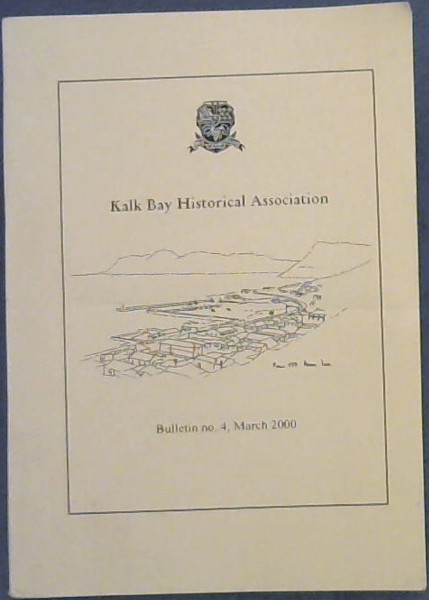 Kalk Bay Historical Association
Bulletin no. 4, March 2000